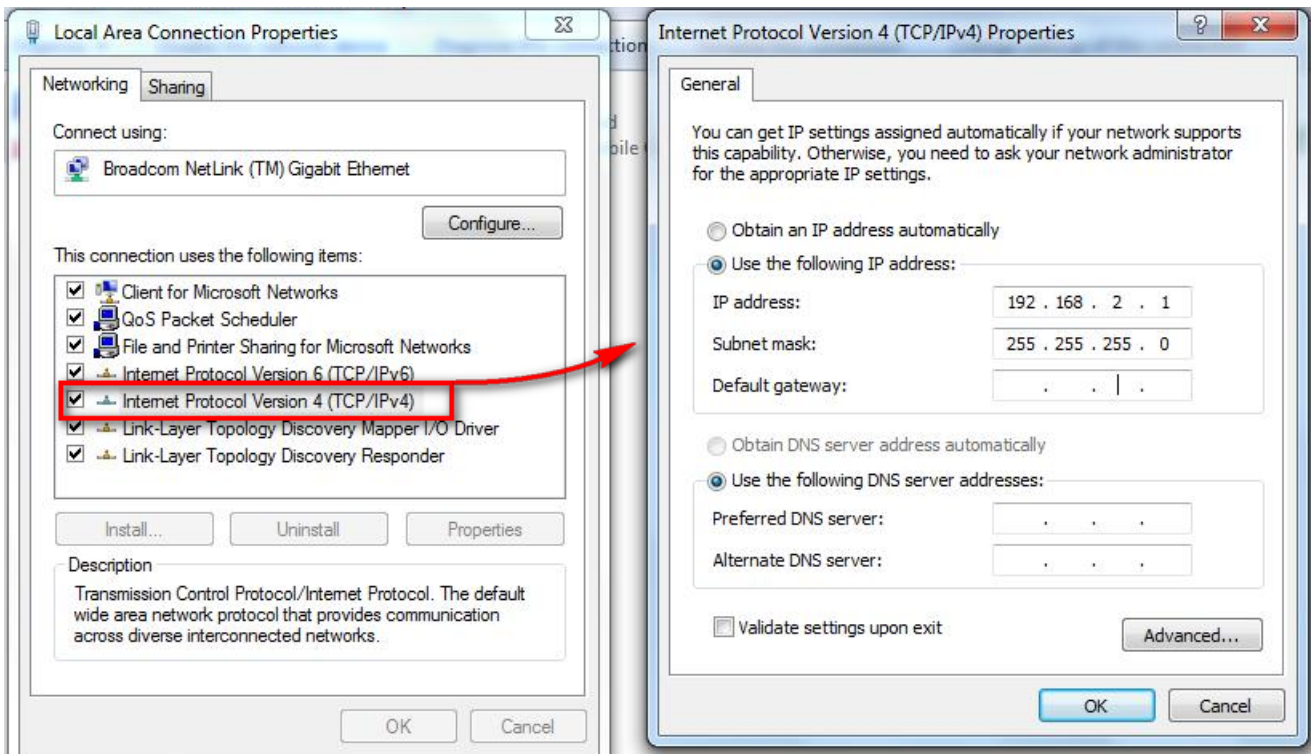 Local Area Connection Properties
Networking
Sharing
Connect using:
Broadcom NetLink (TM) Gigabit Ethernet
Configure...
This connection uses the following items:
Client for Microsoft Networks
QoS Packet Scheduler
File and Printer Sharing for Microsoft Networks
Internet Protocol Version 6 (TCP/IPv6)
Internet Protocol Version 4 (TCP/IPv4)
Link-Layer Topology Discovery Mapper I/O Driver
Link-Layer Topology Discovery Responder
Install...
Uninstall
Properties
Description
Transmission Control Protocol/Internet Protocol. The default
wide area network protocol that provides communication
across diverse interconnected networks.
OK
Cancel
Internet Protocol Version 4 (TCP/IPv4) Properties
General
You can get IP settings assigned automatically if your network supports
this capability. Otherwise, you need to ask your network administrator
for the appropriate IP settings.
Obtain an IP address automatically
Use the following IP address:
IP address: 192 . 168 . 2 . 1
Subnet mask: 255 . 255 . 255 . 0
Default gateway: . . .
Obtain DNS server address automatically
Use the following DNS server addresses:
Preferred DNS server: . . .
Alternate DNS server: . . .
Validate settings upon exit
Advanced...
OK
Cancel